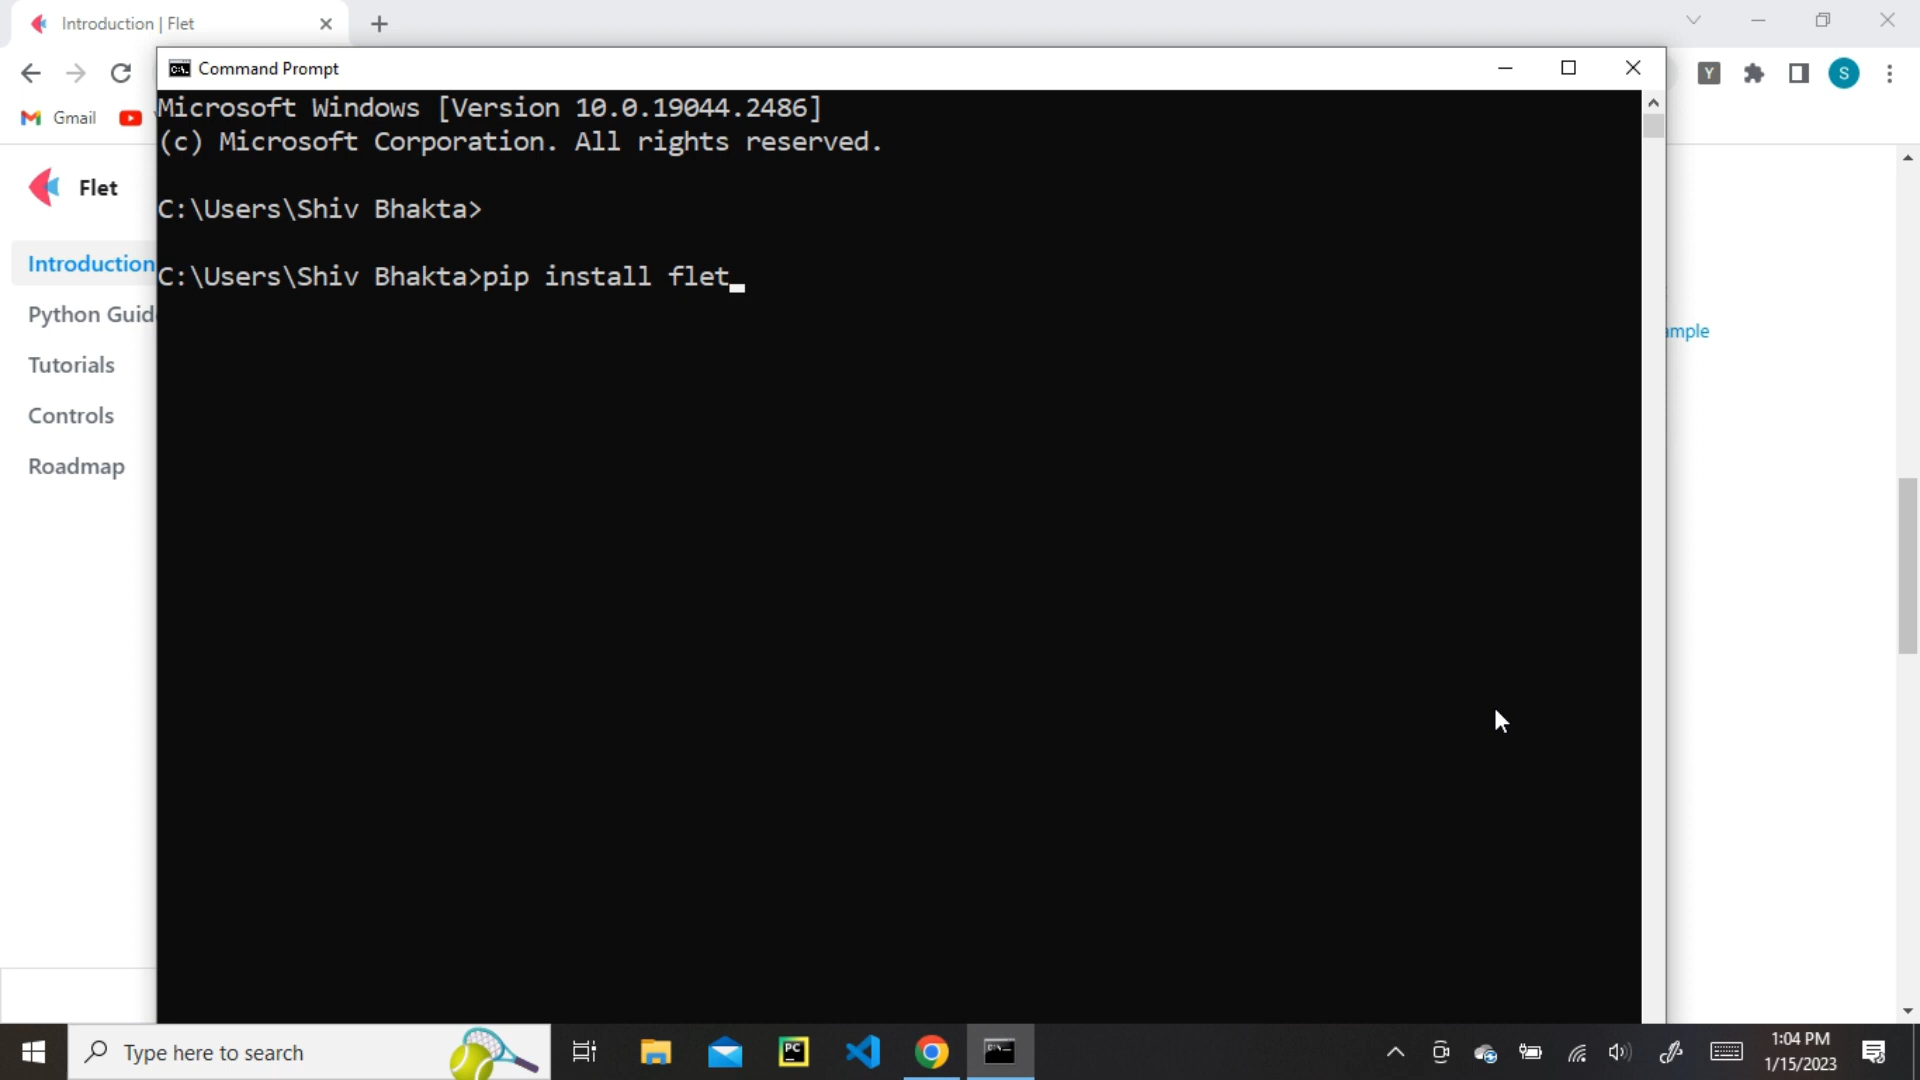 Introduction | Flet
Command Prompt
Y
S
Gmail
Microsoft Windows [Version 10.0.19044.2486]
(c) Microsoft Corporation. All rights reserved.
Flet
C:\Users\Shiv Bhakta>
Introduction
C:\Users\Shiv Bhakta>pip install flet
Python Guid
ample
Tutorials
Controls
Roadmap
Type here to search
PC
1:04 PM
1/15/2023